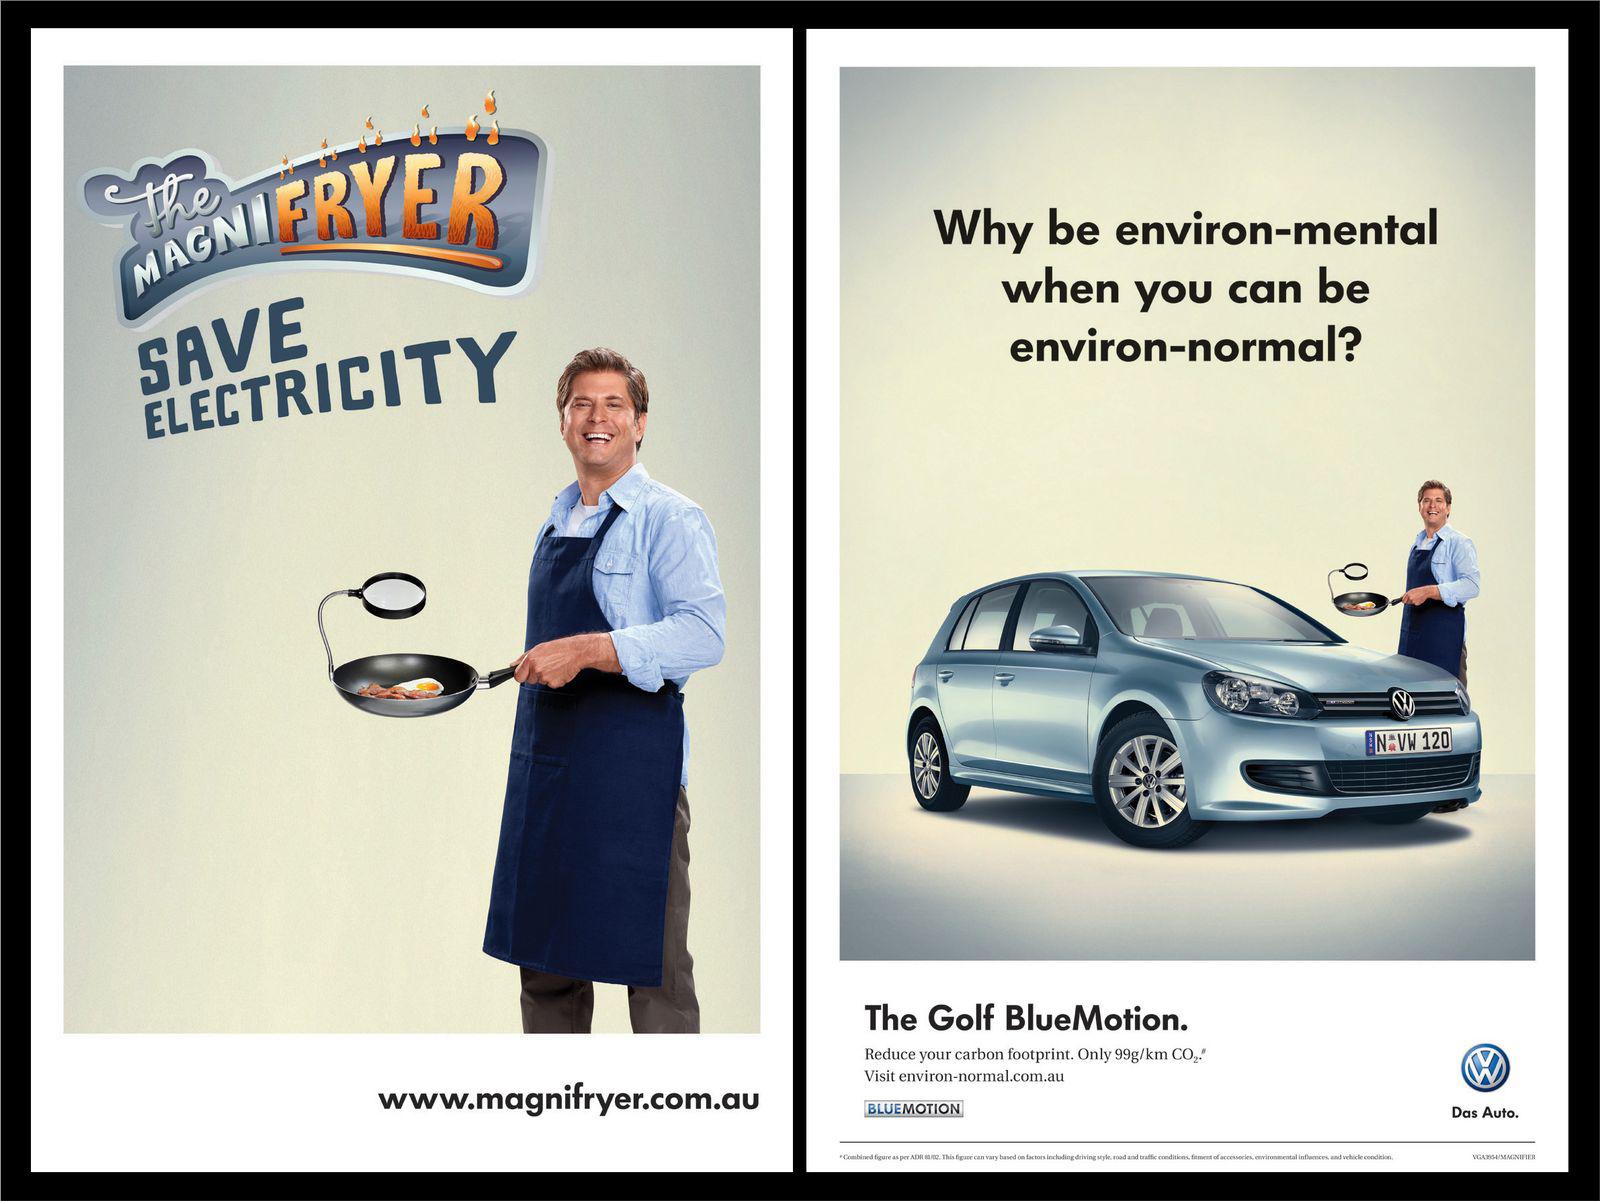 The
MAGNIFRYER
SAVE
ELECTRICITY
www.magnifryer.com.au
Why be environ-mental
when you can be
environ-normal?
N VW 120
The Golf BlueMotion.
Reduce your carbon footprint. Only 99g/km CO₂.#
Visit environ-normal.com.au
BLUEMOTION
Das Auto.
# Combined figure as per ADR 81/02. This figure can vary based on factors including driving style, road and traffic conditions, fitment of accessories, environmental influences, and vehicle condition.
VGA3954/MAGNIFIER